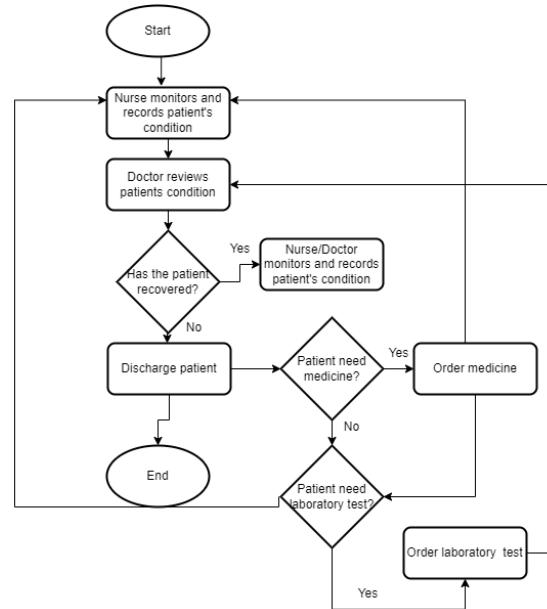 Start
Nurse monitors and
records patient's
condition
Doctor reviews
patients condition
Has the patient
recovered?
Yes
Nurse/Doctor
monitors and records
patient's condition
No
Discharge patient
Patient need
medicine?
Yes
Order medicine
No
End
Patient need
laboratory test?
Order laboratory test
Yes